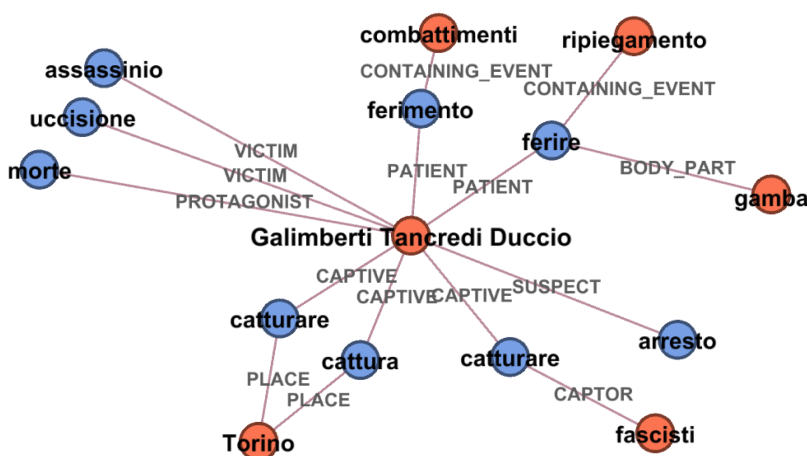 combattimenti
ripiegamento
assassinio
CONTAINING_EVENT
CONTAINING_EVENT
uccisione
ferimento
ferire
VICTIM
morte
VICTIM
PATIENT
PATIENT
BODY_PART
PROTAGONIST
gamba
Galimberti Tancredi Duccio
CAPTIVE
CAPTIVE
CAPTIVE
SUSPECT
catturare
cattura
catturare
arresto
PLACE
PLACE
CAPTOR
Torino
fascisti